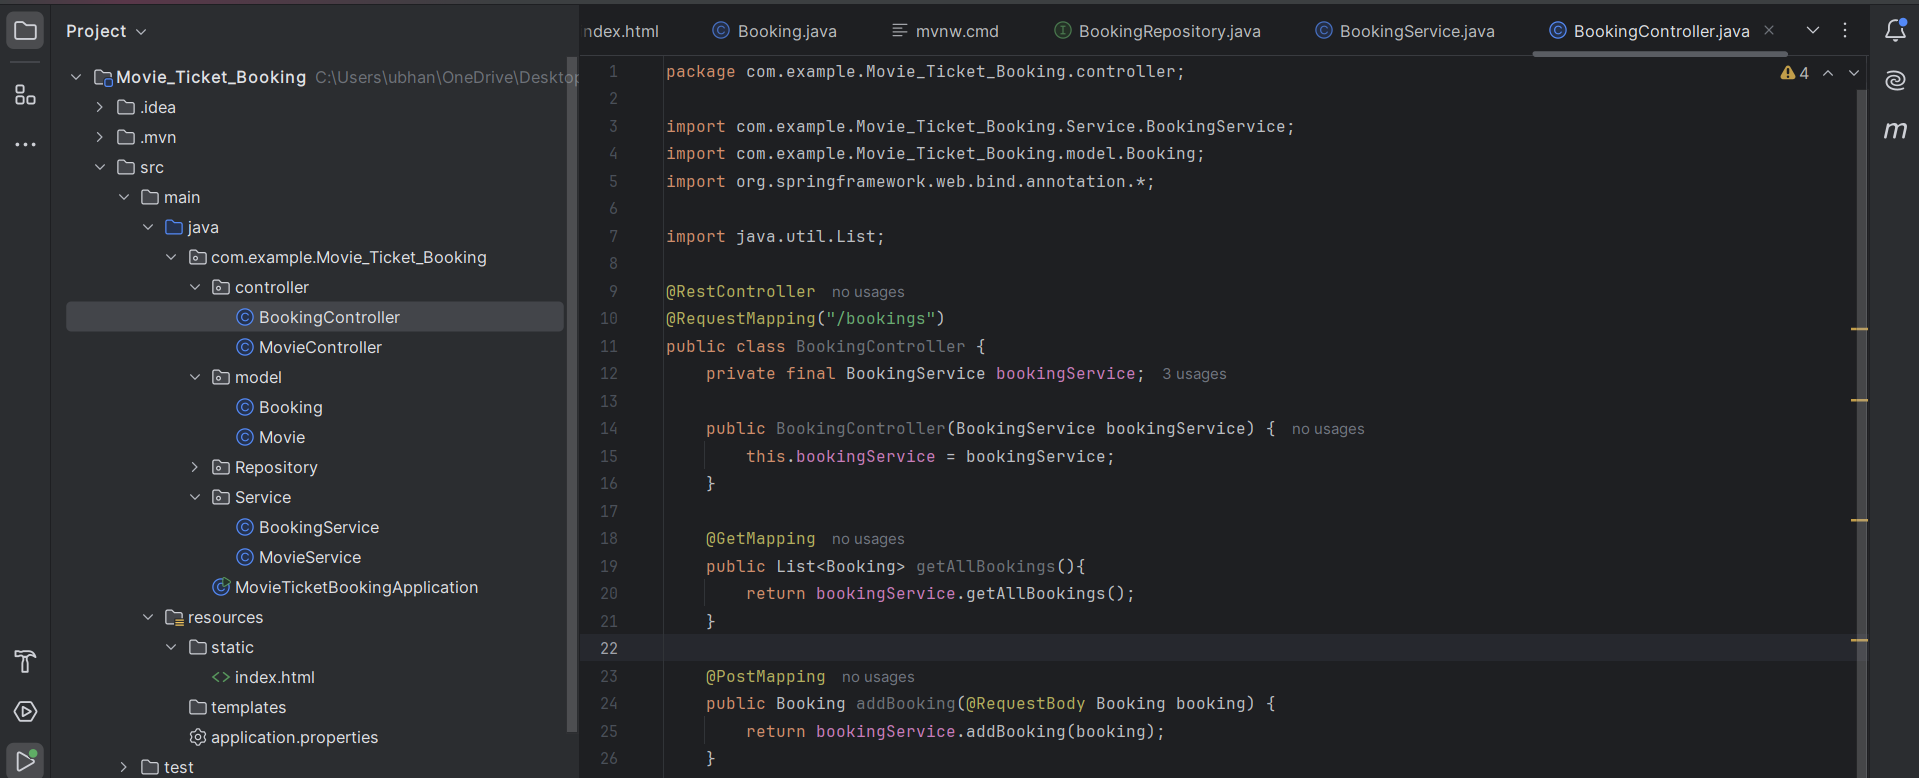 Project
Movie_Ticket_Booking C:\Users\ubhan\OneDrive\Desktop
.idea
.mvn
src
main
java
com.example.Movie_Ticket_Booking
controller
BookingController
MovieController
model
Booking
Movie
Repository
Service
BookingService
MovieService
MovieTicketBookingApplication
resources
static
index.html
templates
application.properties
test
ndex.html Booking.java mvnw.cmd BookingRepository.java BookingService.java BookingController.java
4
1 package com.example.Movie_Ticket_Booking.controller;
2
3 import com.example.Movie_Ticket_Booking.Service.BookingService;
4 import com.example.Movie_Ticket_Booking.model.Booking;
5 import org.springframework.web.bind.annotation.*;
6
7 import java.util.List;
8
9 @RestController no usages
10 @RequestMapping("/bookings")
11 public class BookingController {
12 private final BookingService bookingService; 3 usages
13
14 public BookingController(BookingService bookingService) { no usages
15 this.bookingService = bookingService;
16 }
17
18 @GetMapping no usages
19 public List<Booking> getAllBookings(){
20 return bookingService.getAllBookings();
21 }
22
23 @PostMapping no usages
24 public Booking addBooking(@RequestBody Booking booking) {
25 return bookingService.addBooking(booking);
26 }
m